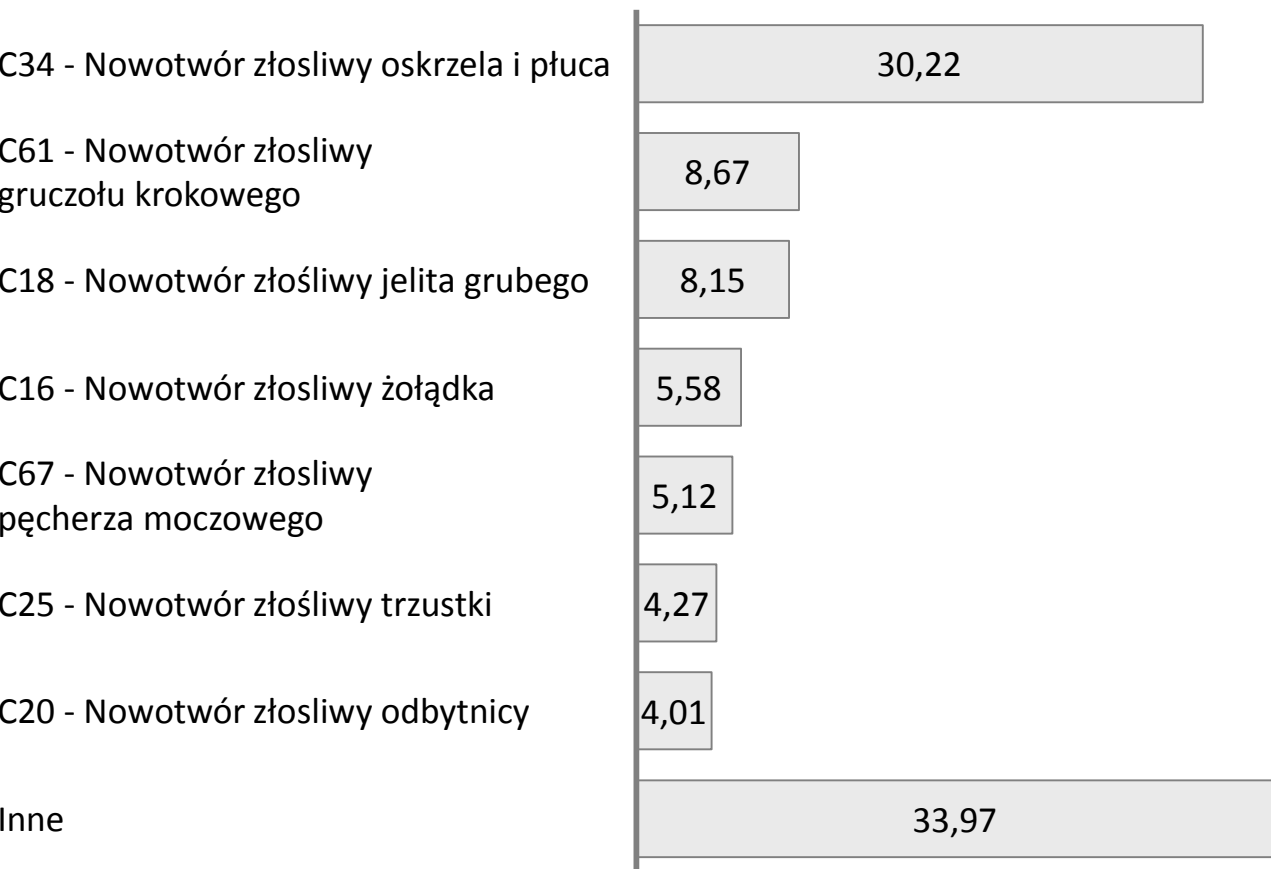 C34 - Nowotwór złosliwy oskrzela i płuca
30,22
C61 - Nowotwór złosliwy
gruczołu krokowego
8,67
C18 - Nowotwór złośliwy jelita grubego
8,15
C16 - Nowotwór złosliwy żołądka
5,58
C67 - Nowotwór złosliwy
pęcherza moczowego
5,12
C25 - Nowotwór złośliwy trzustki
4,27
C20 - Nowotwór złosliwy odbytnicy
4,01
Inne
33,97